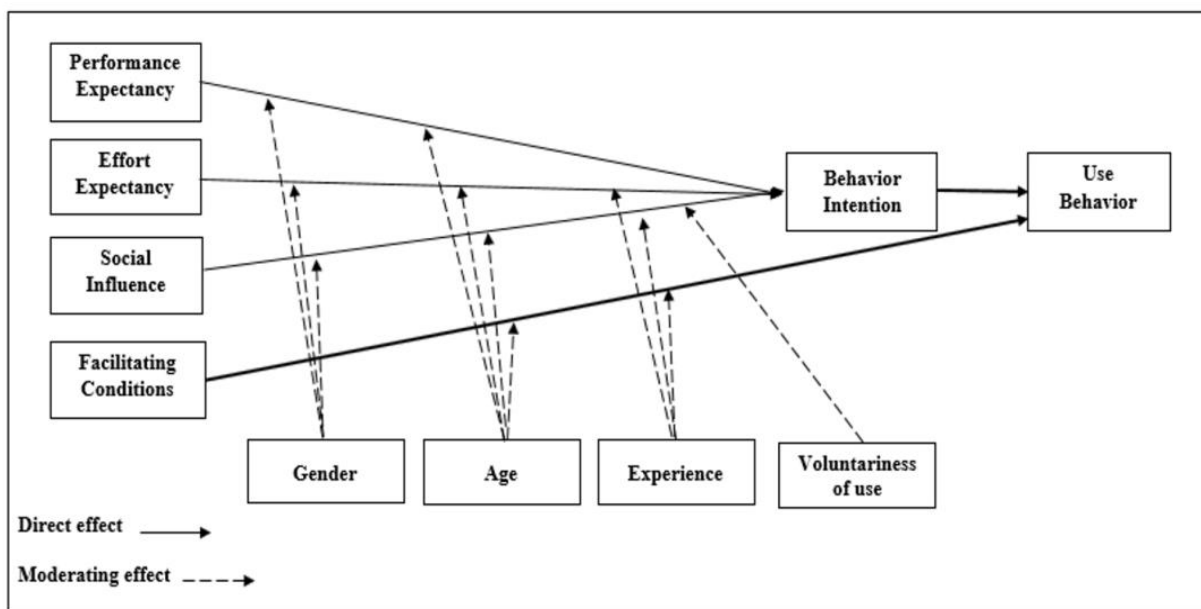 Performance
Expectancy
Effort
Expectancy
Social
Influence
Facilitating
Conditions
Behavior
Intention
Use
Behavior
Gender
Age
Experience
Voluntariness
of use
Direct effect
Moderating effect